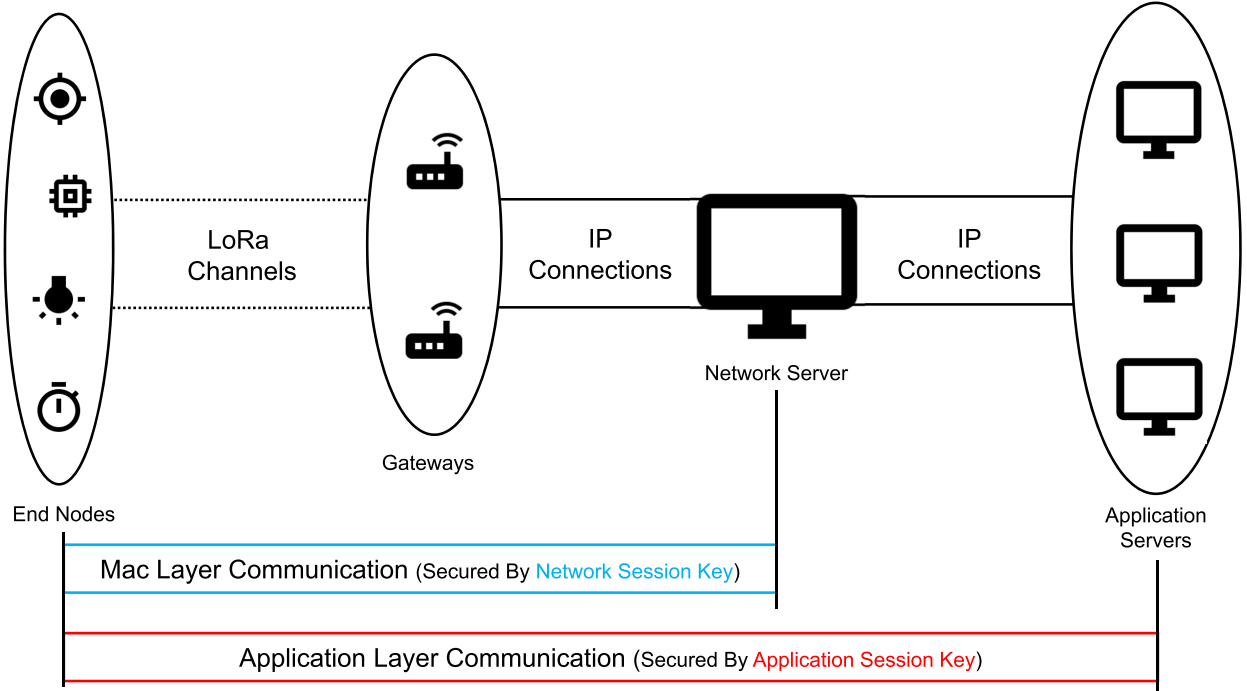 LoRa
Channels
IP
Connections
IP
Connections
Network Server
Gateways
End Nodes
Application
Servers
Mac Layer Communication (Secured By Network Session Key)
Application Layer Communication (Secured By Application Session Key)